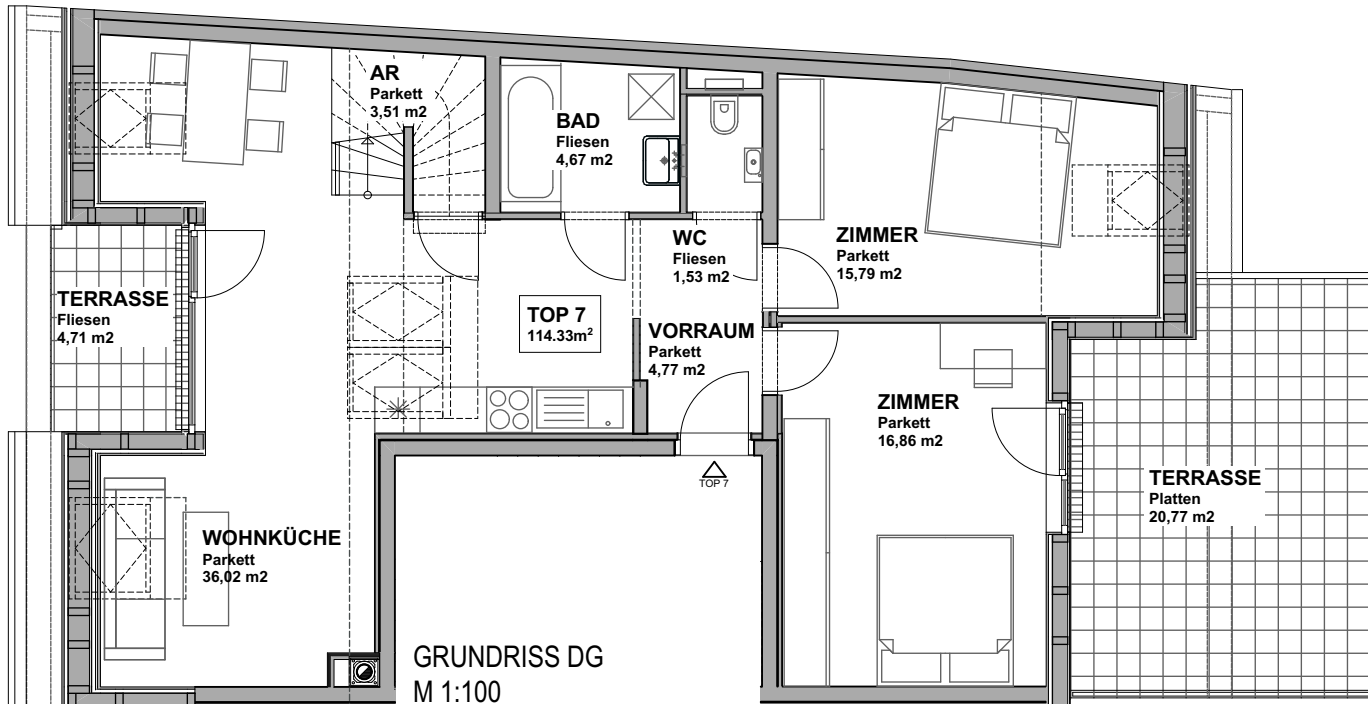 AR
Parkett
3,51 m2
BAD
Fliesen
4,67 m2
WC
Fliesen
1,53 m2
ZIMMER
Parkett
15,79 m2
TERRASSE
Fliesen
4,71 m2
TOP 7
114.33m²
VORRAUM
Parkett
4,77 m2
ZIMMER
Parkett
16,86 m2
TOP 7
TERRASSE
Platten
20,77 m2
WOHNKÜCHE
Parkett
36,02 m2
GRUNDRISS DG
M 1:100